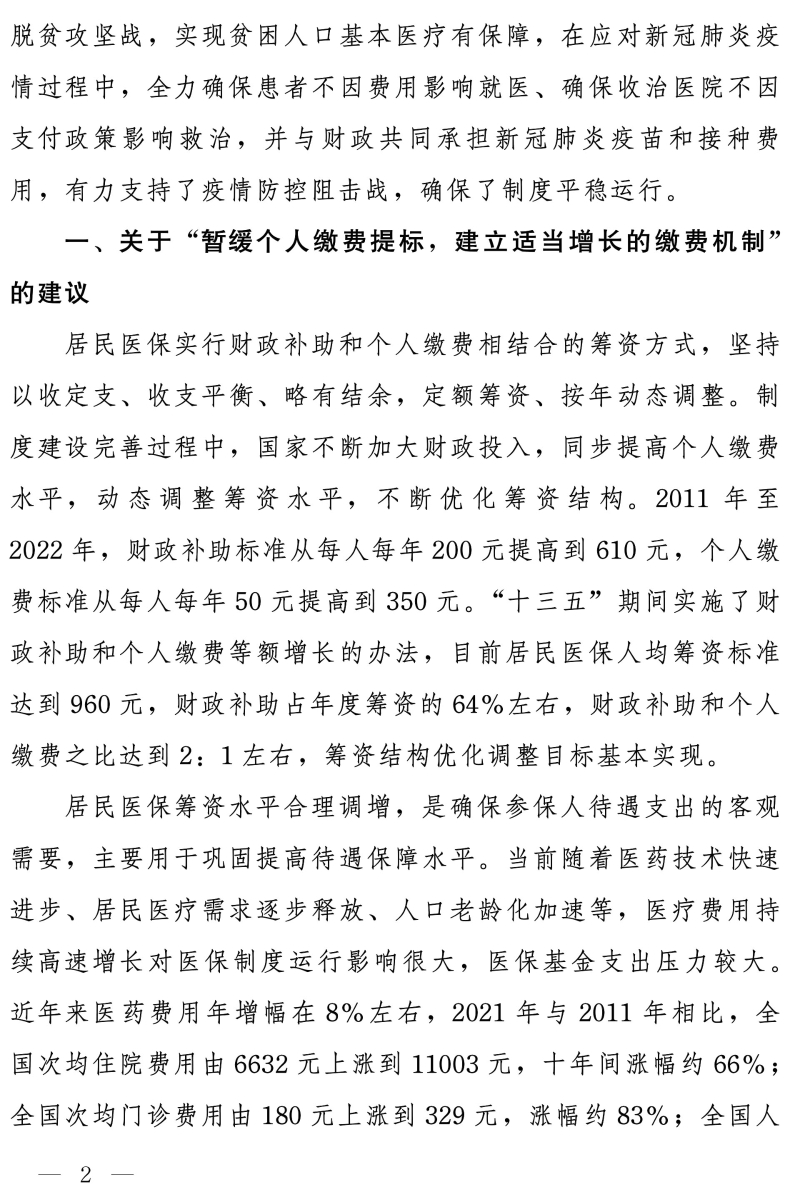 脱贫攻坚战，实现贫困人口基本医疗有保障，在应对新冠肺炎疫
情过程中，全力确保患者不因费用影响就医、确保收治医院不因
支付政策影响救治，并与财政共同承担新冠肺炎疫苗和接种费
用，有力支持了疫情防控阻击战，确保了制度平稳运行。
一、关于“暂缓个人缴费提标，建立适当增长的缴费机制”
的建议
居民医保实行财政补助和个人缴费相结合的筹资方式，坚持
以收定支、收支平衡、略有结余，定额筹资、按年动态调整。制
度建设完善过程中，国家不断加大财政投入，同步提高个人缴费
水平，动态调整筹资水平，不断优化筹资结构。2011 年至
2022 年，财政补助标准从每人每年 200 元提高到 610 元，个人缴
费标准从每人每年 50 元提高到 350 元。“十三五”期间实施了财
政补助和个人缴费等额增长的办法，目前居民医保人均筹资标准
达到 960 元，财政补助占年度筹资的 64%左右，财政补助和个人
缴费之比达到 2：1 左右，筹资结构优化调整目标基本实现。
居民医保筹资水平合理调增，是确保参保人待遇支出的客观
需要，主要用于巩固提高待遇保障水平。当前随着医药技术快速
进步、居民医疗需求逐步释放、人口老龄化加速等，医疗费用持
续高速增长对医保制度运行影响很大，医保基金支出压力较大。
近年来医药费用年增幅在 8%左右，2021 年与 2011 年相比，全
国次均住院费用由 6632 元上涨到 11003 元，十年间涨幅约 66%；
全国次均门诊费用由 180 元上涨到 329 元，涨幅约 83%；全国人
— 2 —